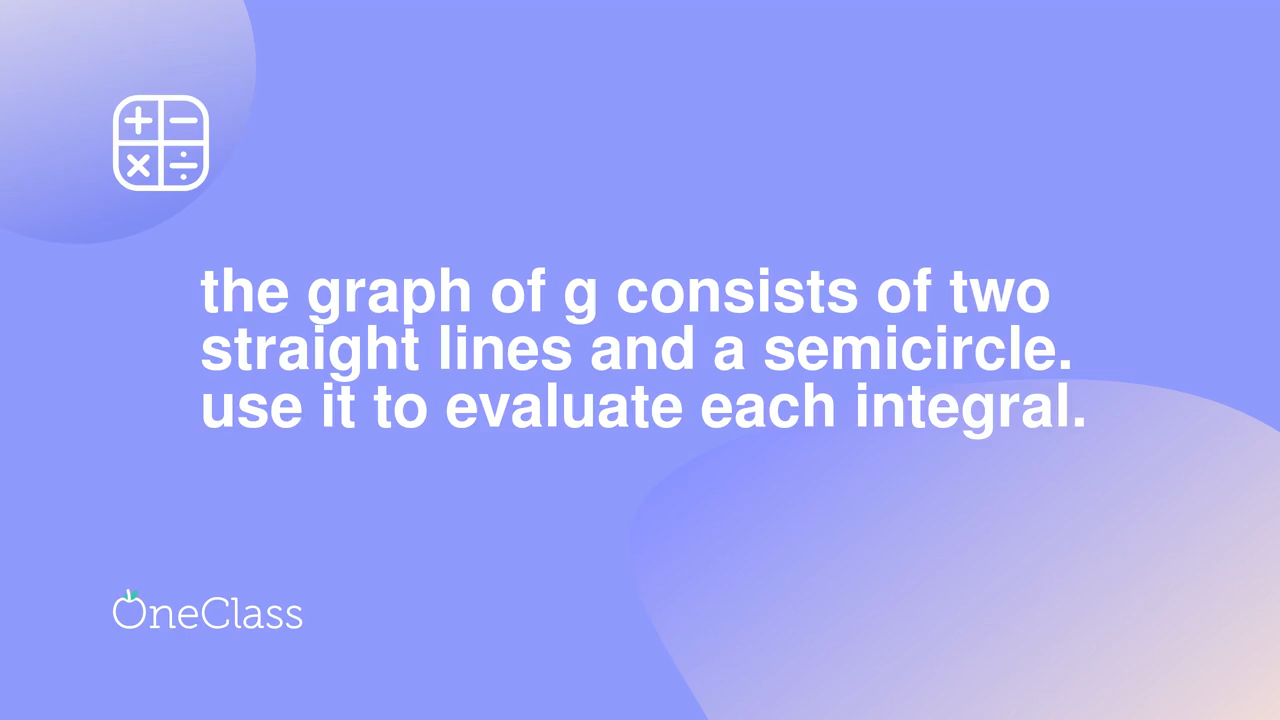 the graph of g consists of two
straight lines and a semicircle.
use it to evaluate each integral.
OneClass